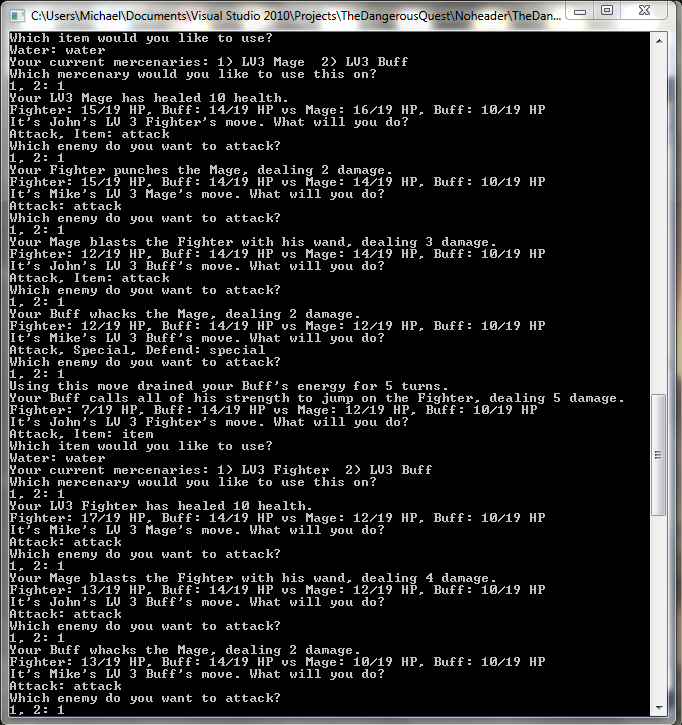 C:\Users\Michael\Documents\Visual Studio 2010\Projects\TheDangerousQuest\Noheader\TheDan...
Which item would you like to use?
Water: water
Your current mercenaries: 1) LV3 Mage  2) LV3 Buff
Which mercenary would you like to use this on?
1, 2: 1
Your LV3 Mage has healed 10 health.
Fighter: 15/19 HP, Buff: 14/19 HP vs Mage: 16/19 HP, Buff: 10/19 HP
It's John's LV 3 Fighter's move. What will you do?
Attack, Item: attack
Which enemy do you want to attack?
1, 2: 1
Your Fighter punches the Mage, dealing 2 damage.
Fighter: 15/19 HP, Buff: 14/19 HP vs Mage: 14/19 HP, Buff: 10/19 HP
It's Mike's LV 3 Mage's move. What will you do?
Attack: attack
Which enemy do you want to attack?
1, 2: 1
Your Mage blasts the Fighter with his wand, dealing 3 damage.
Fighter: 12/19 HP, Buff: 14/19 HP vs Mage: 14/19 HP, Buff: 10/19 HP
It's John's LV 3 Buff's move. What will you do?
Attack, Item: attack
Which enemy do you want to attack?
1, 2: 1
Your Buff whacks the Mage, dealing 2 damage.
Fighter: 12/19 HP, Buff: 14/19 HP vs Mage: 12/19 HP, Buff: 10/19 HP
It's Mike's LV 3 Buff's move. What will you do?
Attack, Special, Defend: special
Which enemy do you want to attack?
1, 2: 1
Using this move drained your Buff's energy for 5 turns.
Your Buff calls all of his strength to jump on the Fighter, dealing 5 damage.
Fighter: 7/19 HP, Buff: 14/19 HP vs Mage: 12/19 HP, Buff: 10/19 HP
It's John's LV 3 Fighter's move. What will you do?
Attack, Item: item
Which item would you like to use?
Water: water
Your current mercenaries: 1) LV3 Fighter  2) LV3 Buff
Which mercenary would you like to use this on?
1, 2: 1
Your LV3 Fighter has healed 10 health.
Fighter: 17/19 HP, Buff: 14/19 HP vs Mage: 12/19 HP, Buff: 10/19 HP
It's Mike's LV 3 Mage's move. What will you do?
Attack: attack
Which enemy do you want to attack?
1, 2: 1
Your Mage blasts the Fighter with his wand, dealing 4 damage.
Fighter: 13/19 HP, Buff: 14/19 HP vs Mage: 12/19 HP, Buff: 10/19 HP
It's John's LV 3 Buff's move. What will you do?
Attack: attack
Which enemy do you want to attack?
1, 2: 1
Your Buff whacks the Mage, dealing 2 damage.
Fighter: 13/19 HP, Buff: 14/19 HP vs Mage: 10/19 HP, Buff: 10/19 HP
It's Mike's LV 3 Buff's move. What will you do?
Attack: attack
Which enemy do you want to attack?
1, 2: 1